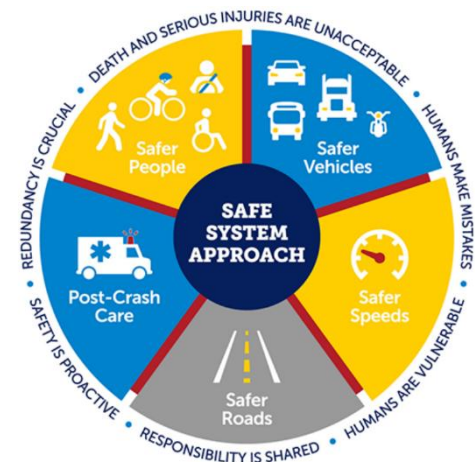 DEATH AND SERIOUS INJURIES ARE UNACCEPTABLE
HUMANS MAKE MISTAKES
HUMANS ARE VULNERABLE
RESPONSIBILITY IS SHARED
SAFETY IS PROACTIVE
REDUNDANCY IS CRUCIAL
Safer
People
Safer
Vehicles
SAFE
SYSTEM
APPROACH
Post-Crash
Care
Safer
Speeds
Safer
Roads